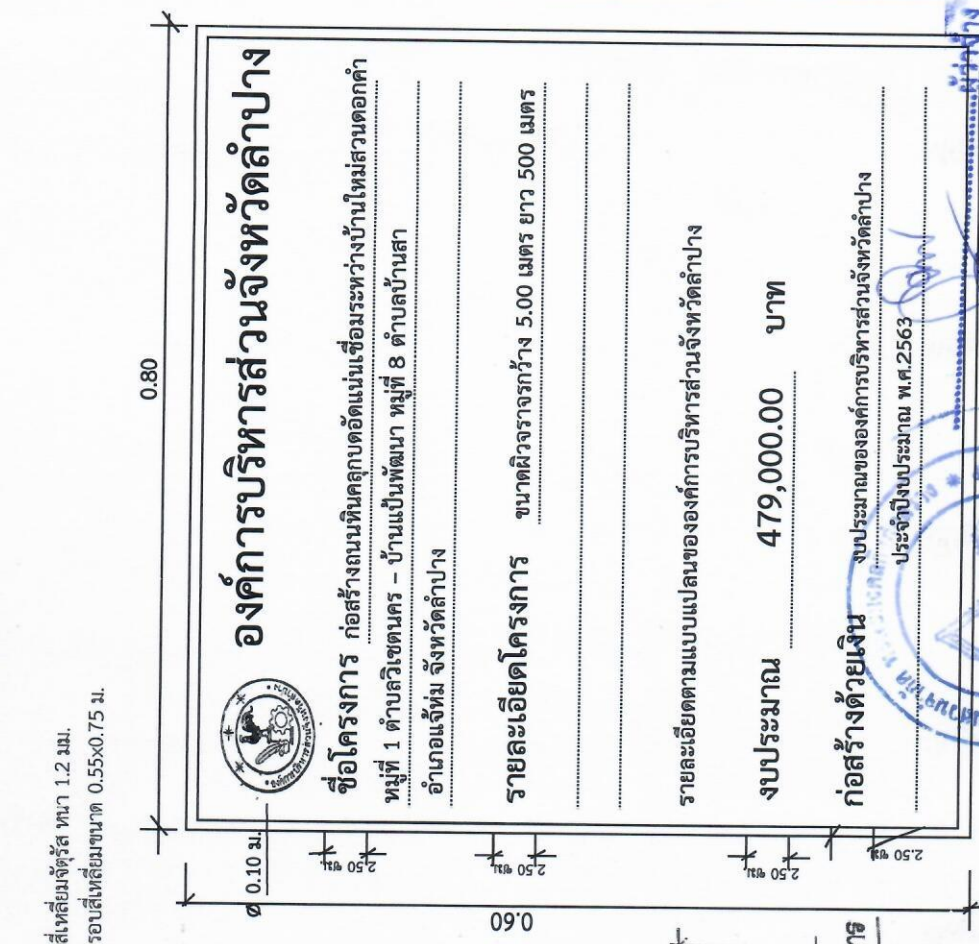 สี่เหลี่ยมจัตุรัส หนา 1.2 มม.
รอบสี่เหลี่ยมขนาด 0.55x0.75 ม.
0.80
องค์การบริหารส่วนจังหวัดลำปาง
Ø 0.10 ม.
ชื่อโครงการ ก่อสร้างถนนหินคลุกบดอัดแน่นเชื่อมระหว่างบ้านใหม่สวนดอกคำ
หมู่ที่ 1 ตำบลวิเชตนคร – บ้านแป้นพัฒนา หมู่ที่ 8 ตำบลบ้านสา
อำเภอแจ้ห่ม จังหวัดลำปาง
2.50 ซม.
รายละเอียดโครงการ ขนาดผิวจราจรกว้าง 5.00 เมตร ยาว 500 เมตร
2.50 ซม.
0.60
รายละเอียดตามแบบแปลนขององค์การบริหารส่วนจังหวัดลำปาง
งบประมาณ 479,000.00 บาท
2.50 ซม.
ก่อสร้างด้วยเงิน งบประมาณขององค์การบริหารส่วนจังหวัดลำปาง
ประจำปีงบประมาณ พ.ศ.2563
2.50 ซม.